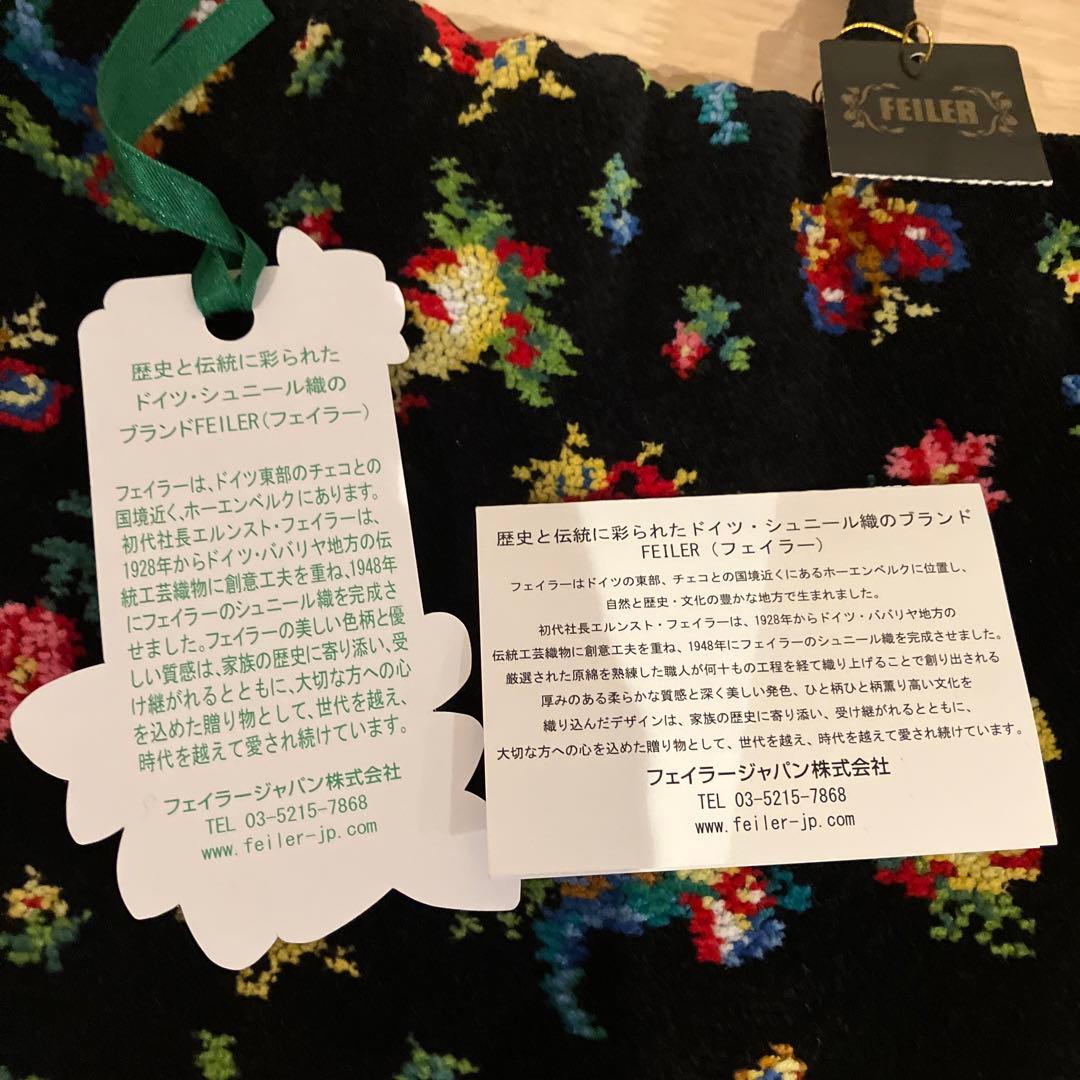 FEILER
歴史と伝統に彩られた
ドイツ・シュニール織の
ブランドFEILER(フェイラー)
フェイラーは、ドイツ東部のチェコとの
国境近く、ホーエンベルクにあります。
初代社長エルンスト・フェイラーは、
1928年からドイツ・ババリヤ地方の伝
統工芸織物に創意工夫を重ね、1948年
にフェイラーのシュニール織を完成さ
せました。フェイラーの美しい色柄と優
しい質感は、家族の歴史に寄り添い、受
け継がれるとともに、大切な方への心
を込めた贈り物として、世代を越え、
時代を越えて愛され続けています。
フェイラージャパン株式会社
TEL 03-5215-7868
www.feiler-jp.com
歴史と伝統に彩られたドイツ・シュニール織のブランド
FEILER（フェイラー）
フェイラーはドイツの東部、チェコとの国境近くにあるホーエンベルクに位置し、
自然と歴史・文化の豊かな地方で生まれました。
初代社長エルンスト・フェイラーは、1928年からドイツ・ババリヤ地方の
伝統工芸織物に創意工夫を重ね、1948年にフェイラーのシュニール織を完成させました。
厳選された原綿を熟練した職人が何十もの工程を経て織り上げることで創り出される
厚みのある柔らかな質感と深く美しい発色、ひと柄ひと柄薫り高い文化を
織り込んだデザインは、家族の歴史に寄り添い、受け継がれるとともに、
大切な方への心を込めた贈り物として、世代を越え、時代を越えて愛され続けています。
フェイラージャパン株式会社
TEL 03-5215-7868
www.feiler-jp.com